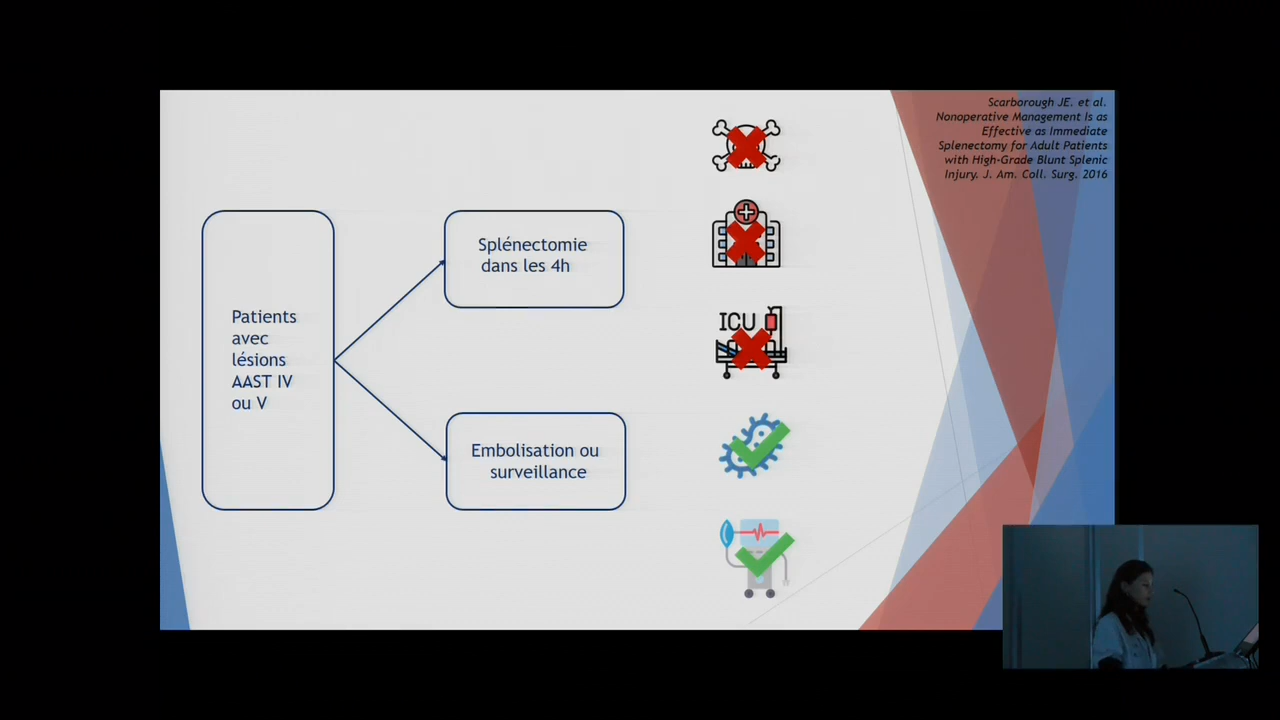 Scarborough JE. et al.
Nonoperative Management Is as
Effective as Immediate
Splenectomy for Adult Patients
with High-Grade Blunt Splenic
Injury. J. Am. Coll. Surg. 2016
Patients
avec
lésions
AAST IV
ou V
Splénectomie
dans les 4h
Embolisation ou
surveillance
ICU